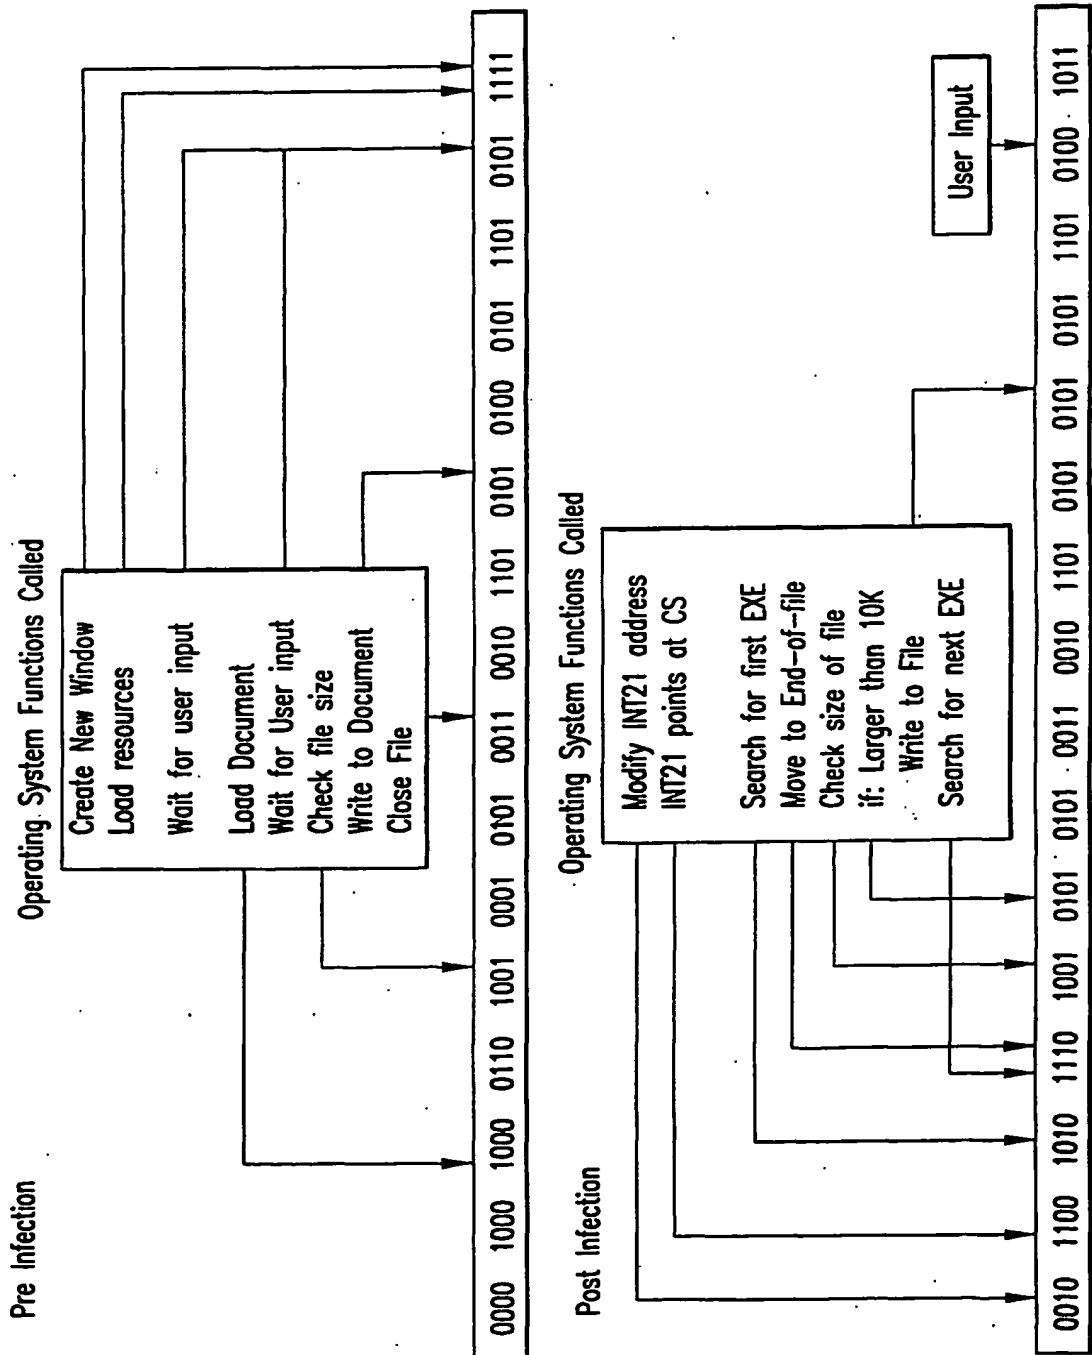 Pre Infection
Operating System Functions Called
Create New Window
Load resources
Wait for user input
Load Document
Wait for User input
Check file size
Write to Document
Close File
0000 1000 1000 0110 1001 0001 0101 0011 0010 1101 0101 0100 0101 1101 0101 1111
Post Infection
Operating System Functions Called
Modify INT21 address
INT21 points at CS
Search for first EXE
Move to End-of-file
Check size of file
if: Larger than 10K
Write to File
Search for next EXE
User Input
0010 1100 1010 1110 1001 0101 0101 0011 0010 1101 0101 0101 0101 1101 0100 1011